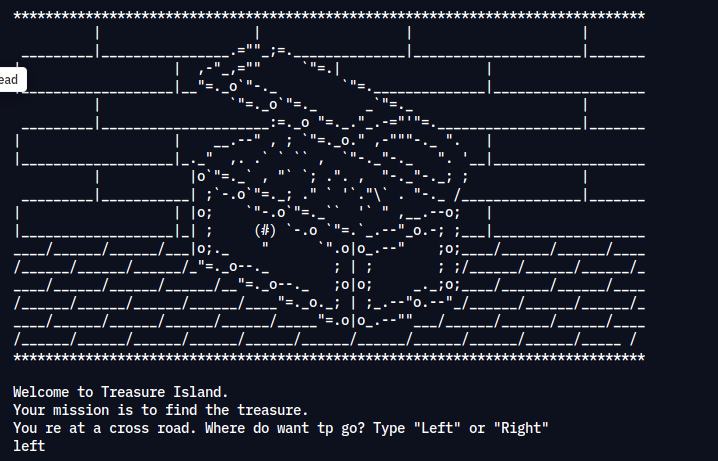 ead
Welcome to Treasure Island.
Your mission is to find the treasure.
You re at a cross road. Where do want tp go? Type "Left" or "Right"
left